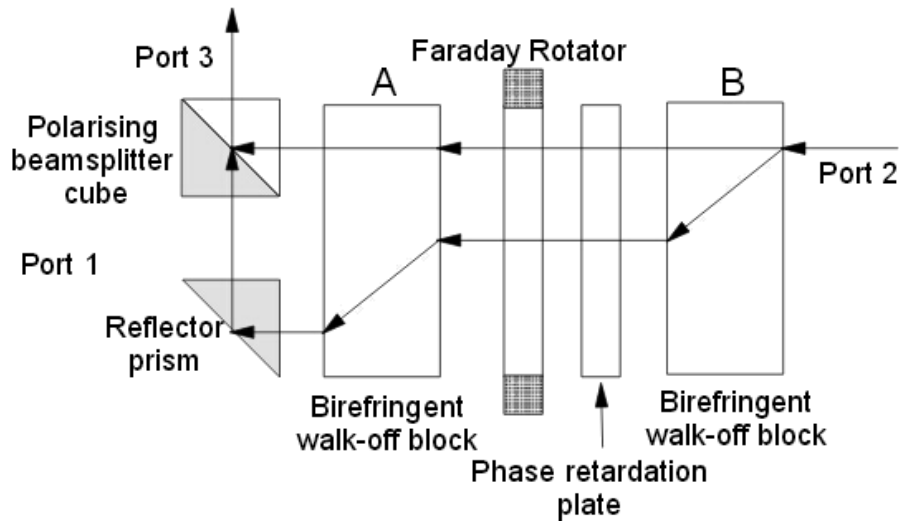 Port 3
Faraday Rotator
A
B
Polarising
beamsplitter
cube
Port 2
Port 1
Reflector
prism
Birefringent
walk-off block
Birefringent
walk-off block
Phase retardation
plate